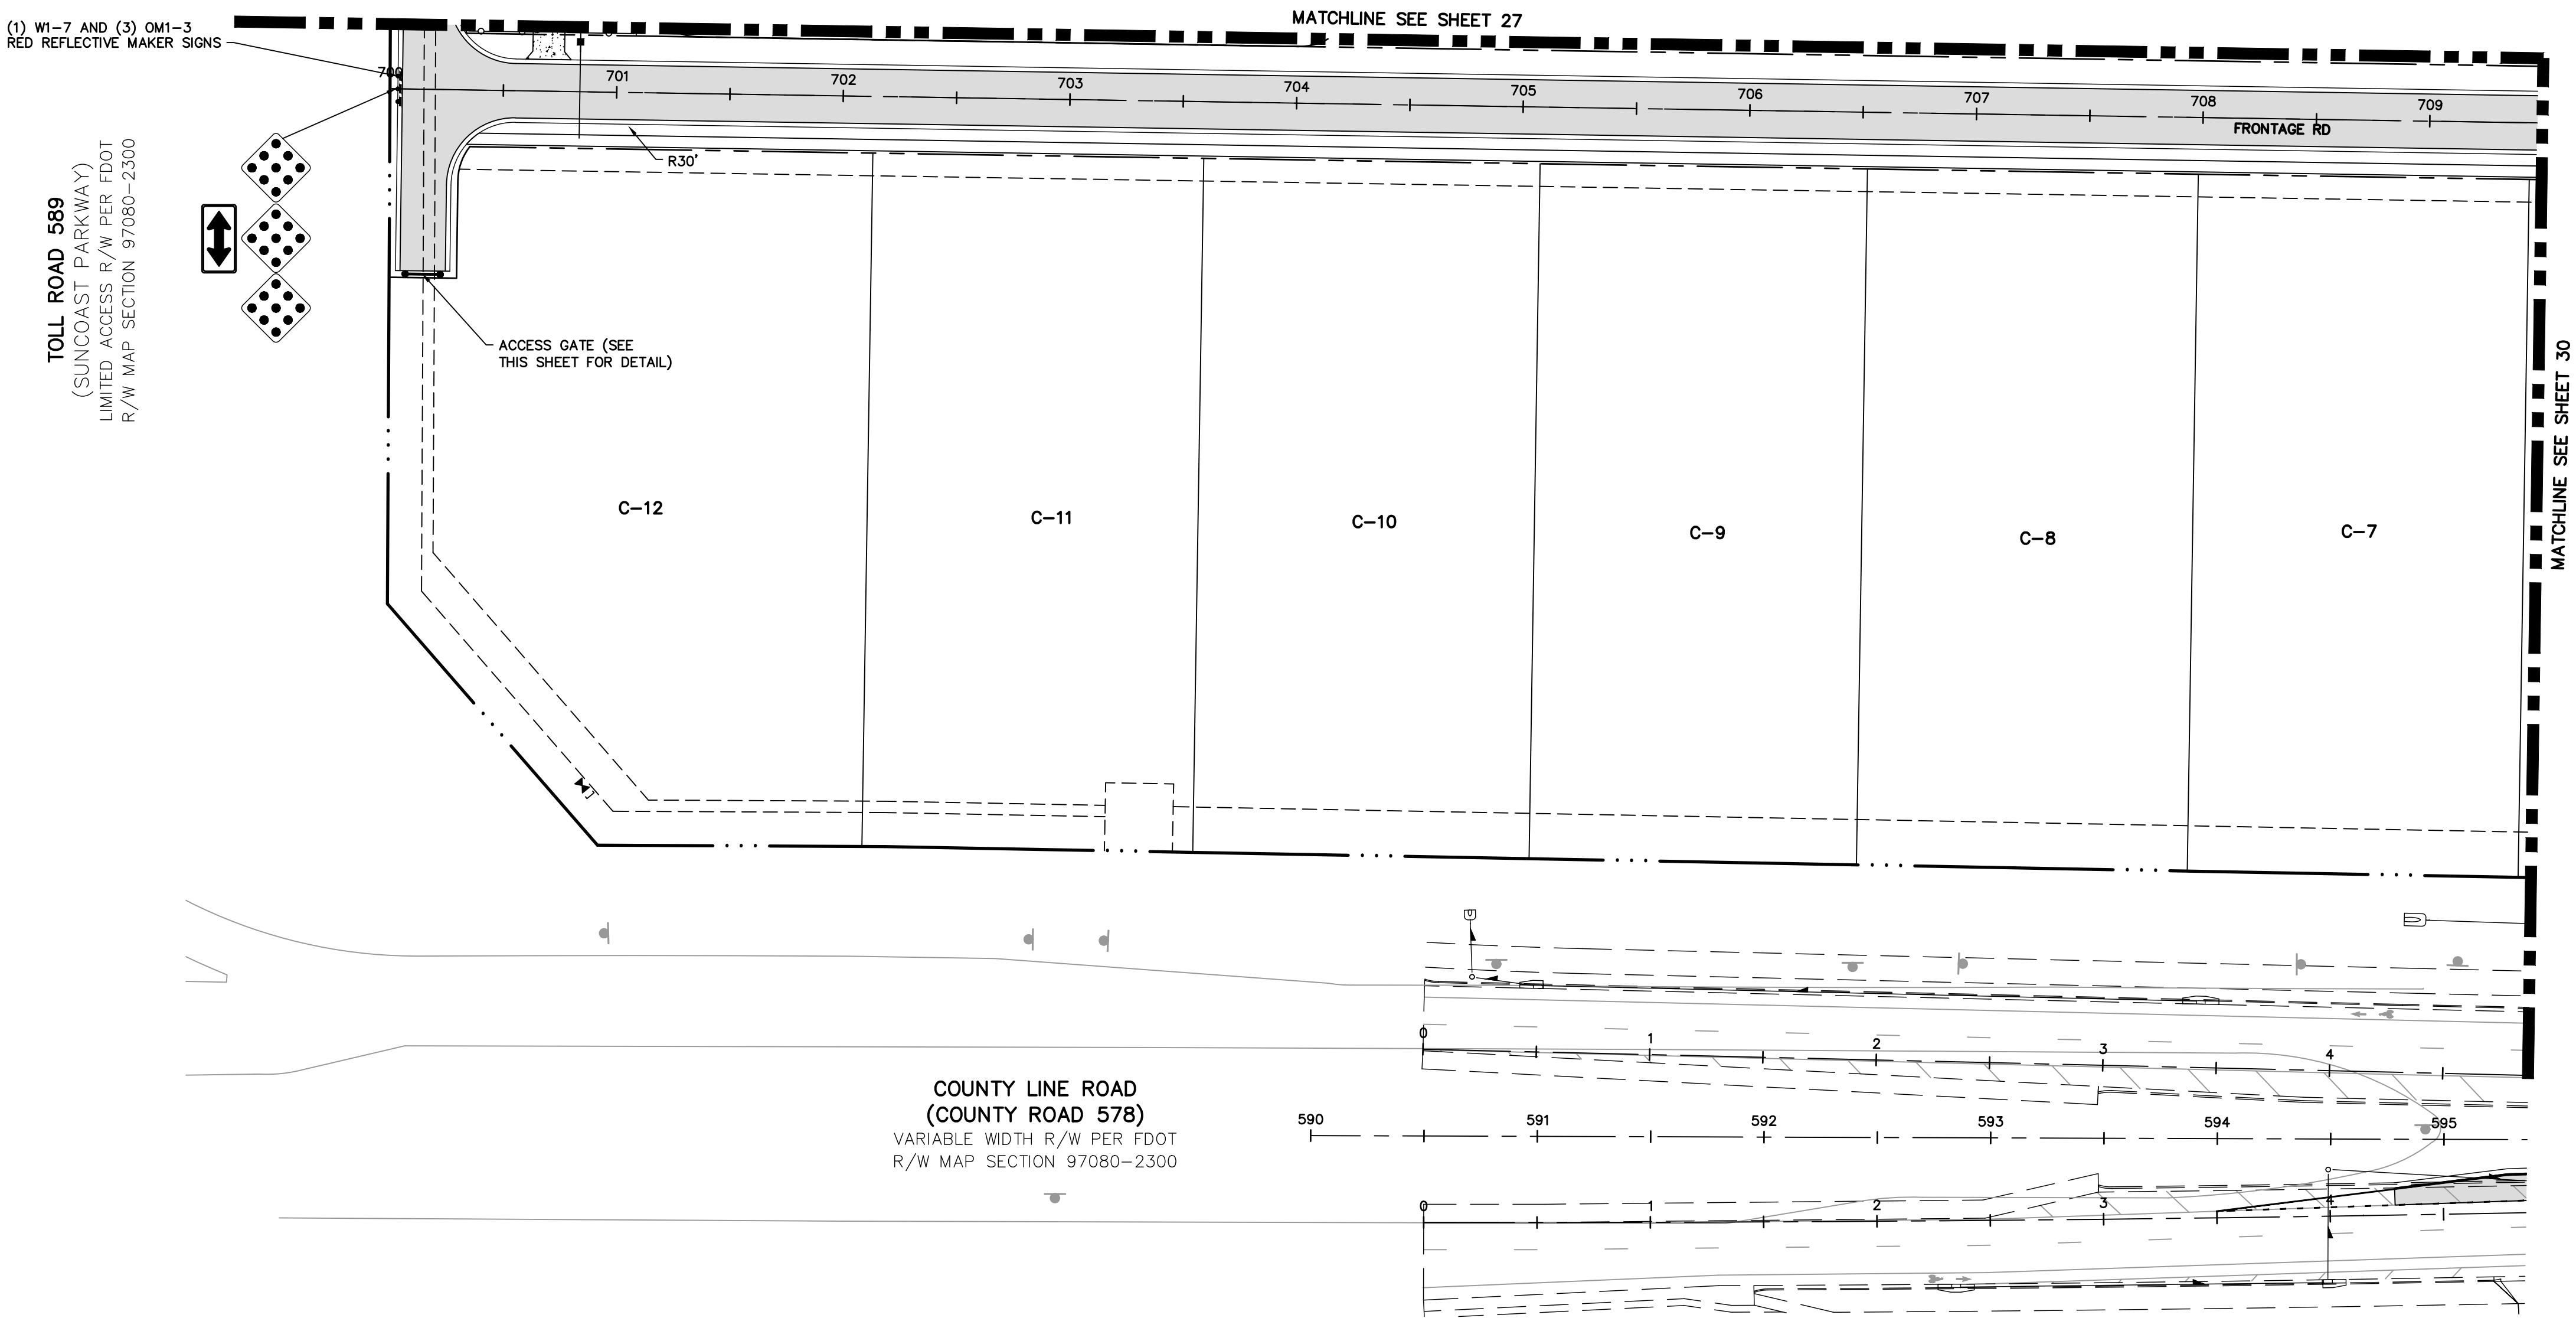 MATCHLINE SEE SHEET 27
(1) W1-7 AND (3) OM1-3
RED REFLECTIVE MAKER SIGNS
700
701
702
703
704
705
706
707
708
709
FRONTAGE RD
R30'
TOLL ROAD 589
(SUNCOAST PARKWAY)
LIMITED ACCESS R/W PER FDOT
R/W MAP SECTION 97080-2300
ACCESS GATE (SEE
THIS SHEET FOR DETAIL)
MATCHLINE SEE SHEET 30
C-12
C-11
C-10
C-9
C-8
C-7
0
1
2
3
4
COUNTY LINE ROAD
(COUNTY ROAD 578)
VARIABLE WIDTH R/W PER FDOT
R/W MAP SECTION 97080-2300
590
591
592
593
594
595
0
1
2
3
4